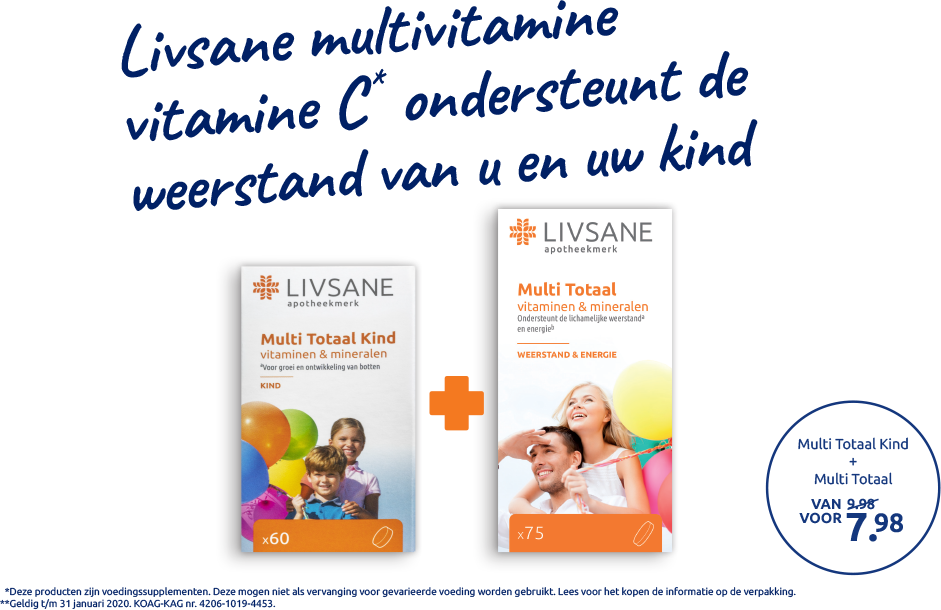 Livsane multivitamine
vitamine C* ondersteunt de
weerstand van u en uw kind
LIVSANE
apotheekmerk
Multi Totaal Kind
vitaminen & mineralen
ªVoor groei en ontwikkeling van botten
KIND
x60
LIVSANE
apotheekmerk
Multi Totaal
vitaminen & mineralen
Ondersteunt de lichamelijke weerstandª
en energieᵇ
WEERSTAND & ENERGIE
x75
Multi Totaal Kind
+
Multi Totaal
VAN 9.98
VOOR 7.98
*Deze producten zijn voedingssupplementen. Deze mogen niet als vervanging voor gevarieerde voeding worden gebruikt. Lees voor het kopen de informatie op de verpakking.
**Geldig t/m 31 januari 2020. KOAG-KAG nr. 4206-1019-4453.